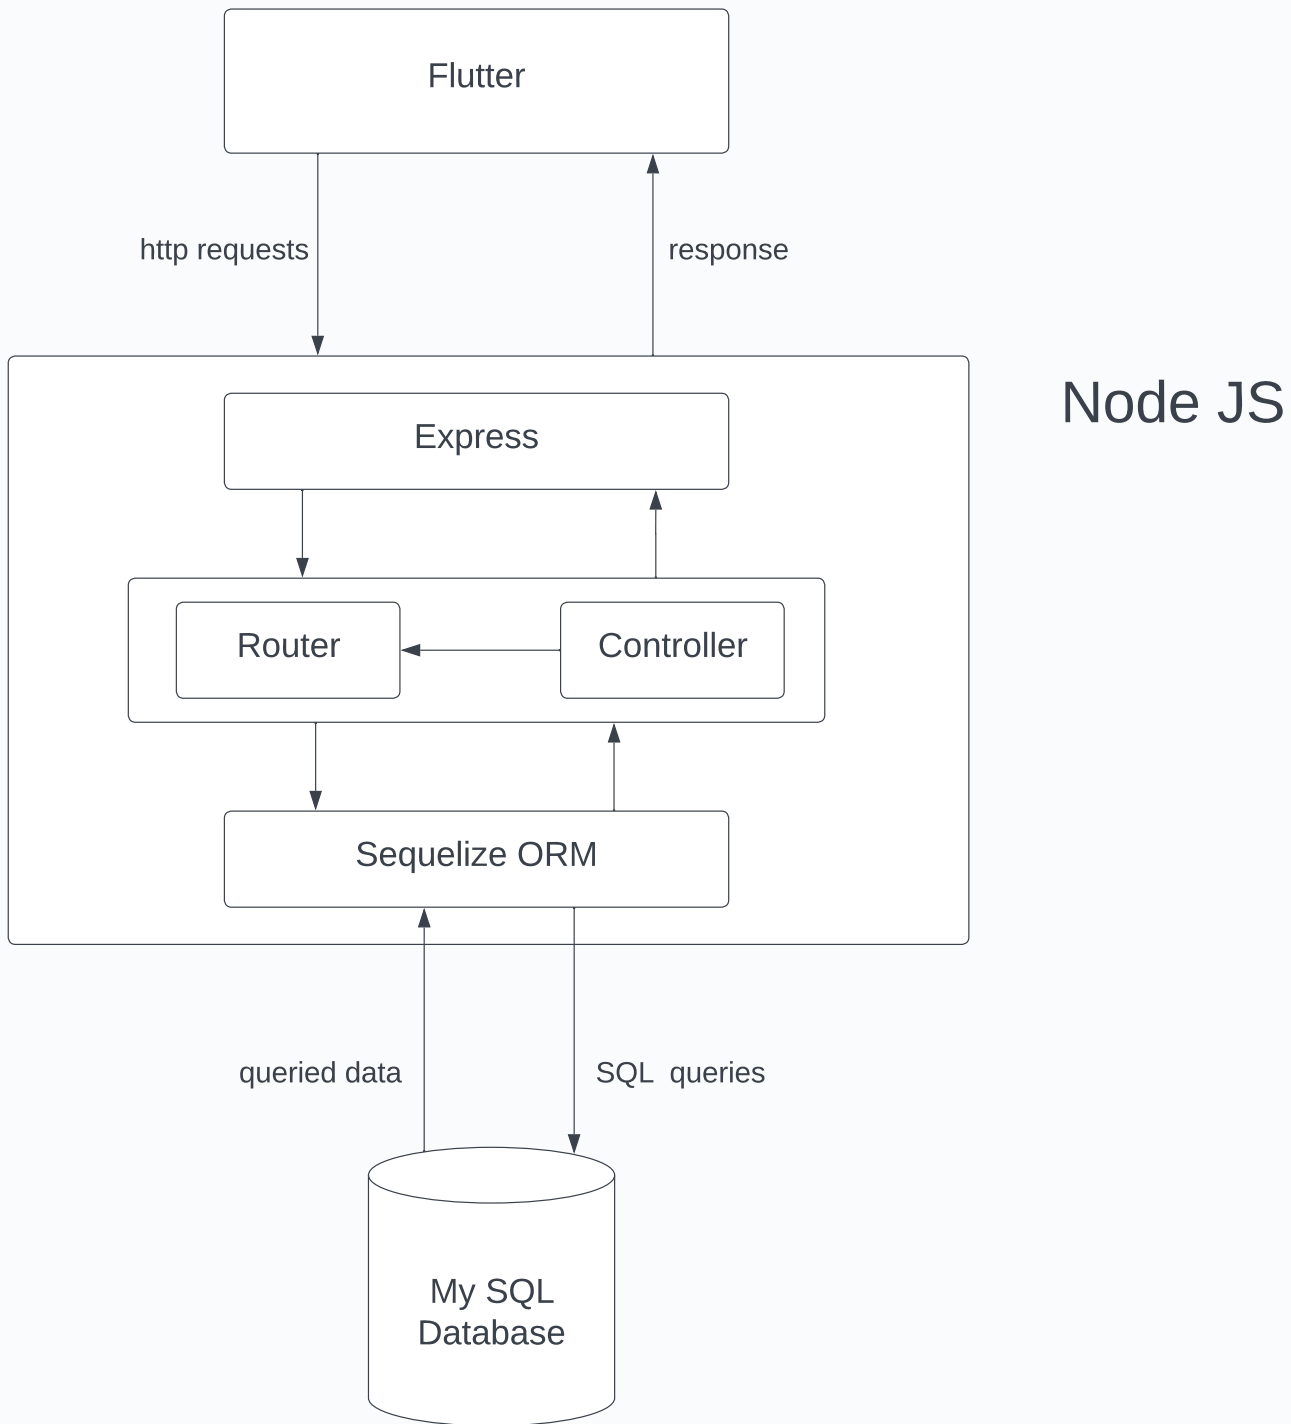 Flutter
http requests
response
Node JS
Express
Router
Controller
Sequelize ORM
queried data
SQL  queries
My SQL
Database